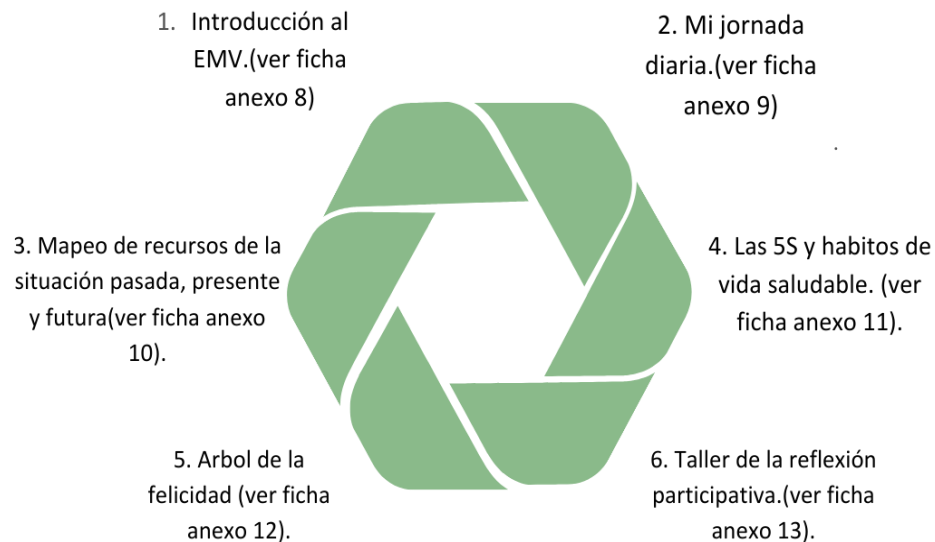 1. Introducción al
EMV.(ver ficha
anexo 8)
2. Mi jornada
diaria.(ver ficha
anexo 9)
.
3. Mapeo de recursos de la
situación pasada, presente
y futura(ver ficha anexo
10).
4. Las 5S y habitos de
vida saludable. (ver
ficha anexo 11).
5. Arbol de la
felicidad (ver ficha
anexo 12).
6. Taller de la reflexión
participativa.(ver ficha
anexo 13).